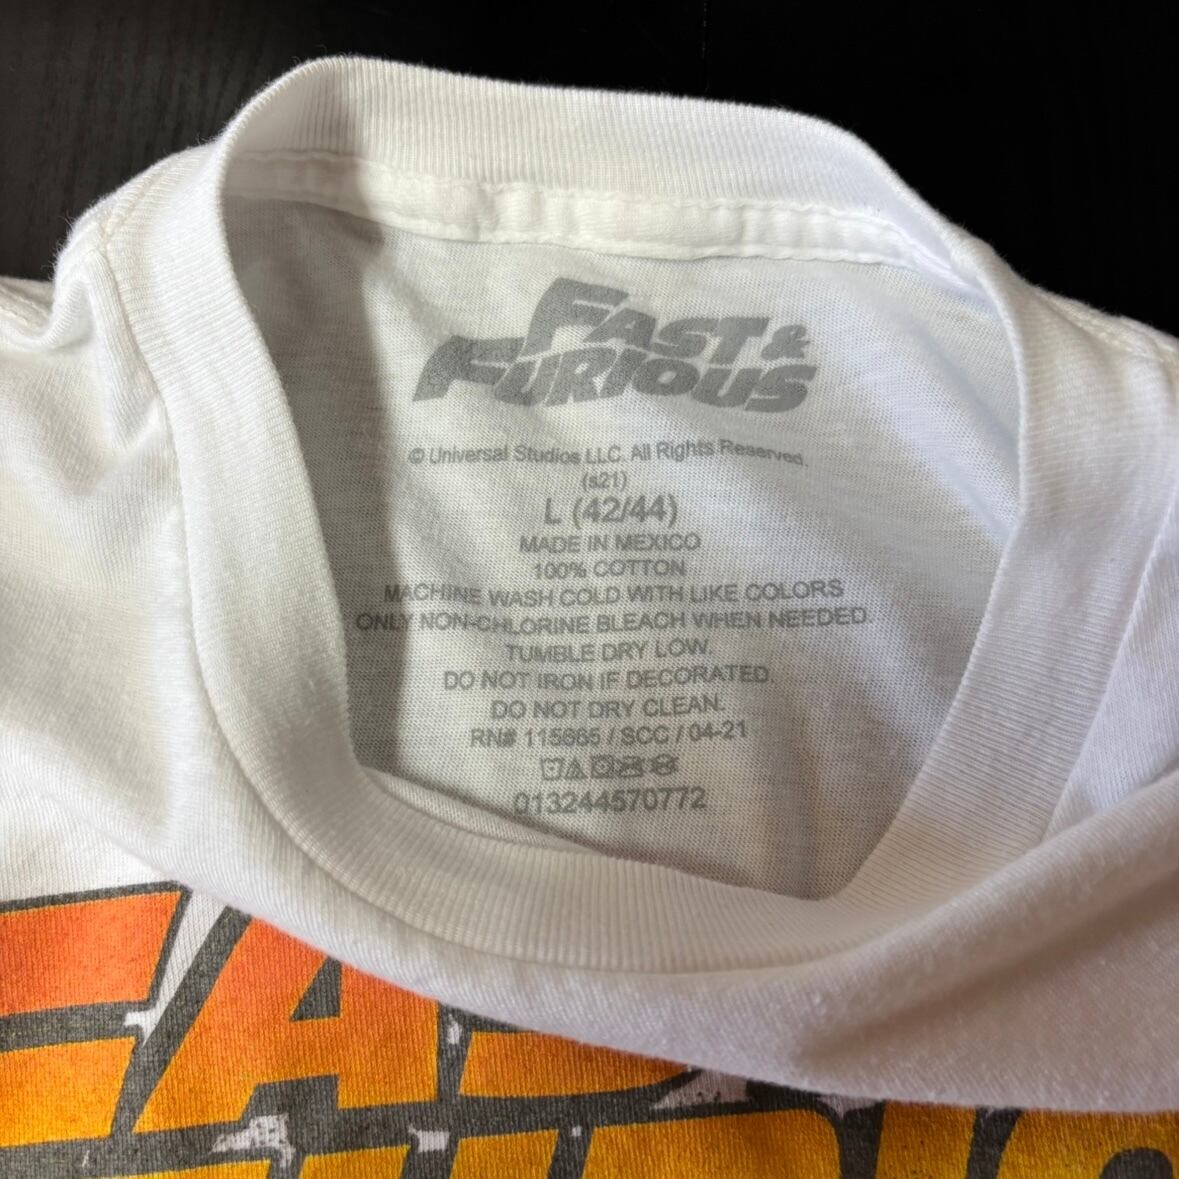 FAST &
FURIOUS
© Universal Studios LLC. All Rights Reserved.
(s21)
L (42/44)
MADE IN MEXICO
100% COTTON
MACHINE WASH COLD WITH LIKE COLORS
ONLY NON-CHLORINE BLEACH WHEN NEEDED.
TUMBLE DRY LOW.
DO NOT IRON IF DECORATED.
DO NOT DRY CLEAN.
RN# 115665 / SCC / 04-21
013244570772